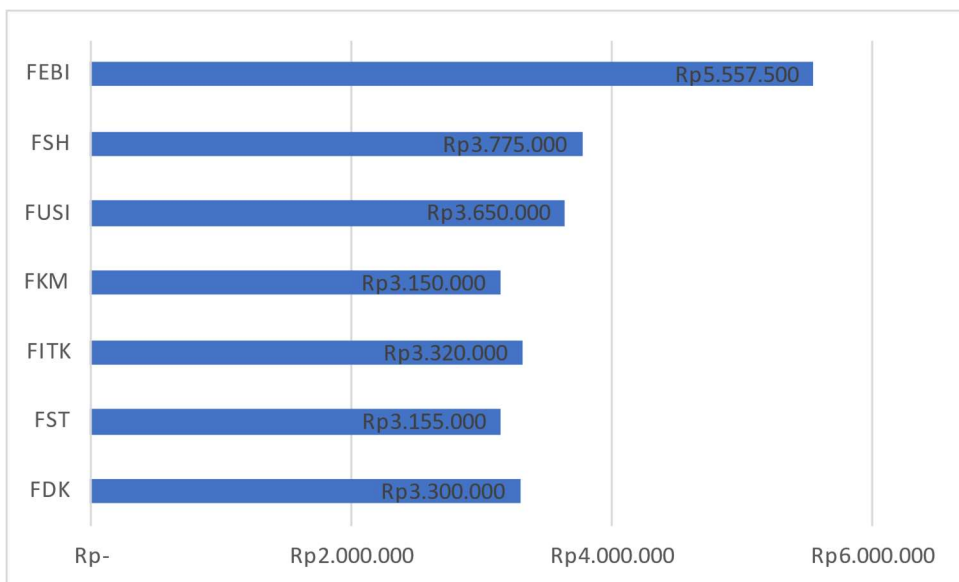 FEBI Rp5.557.500
FSH Rp3.775.000
FUSI Rp3.650.000
FKM Rp3.150.000
FITK Rp3.320.000
FST Rp3.155.000
FDK Rp3.300.000
Rp- Rp2.000.000 Rp4.000.000 Rp6.000.000